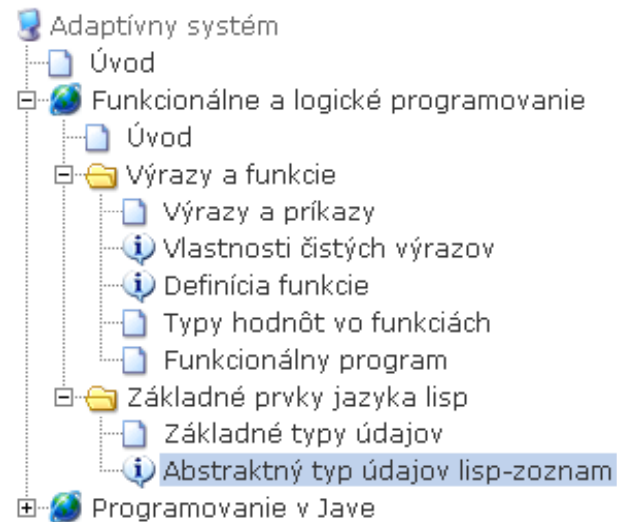 Adaptívny systém
Úvod
Funkcionálne a logické programovanie
Úvod
Výrazy a funkcie
Výrazy a príkazy
Vlastnosti čistých výrazov
Definícia funkcie
Typy hodnôt vo funkciách
Funkcionálny program
Základné prvky jazyka lisp
Základné typy údajov
Abstraktný typ údajov lisp-zoznam
Programovanie v Jave